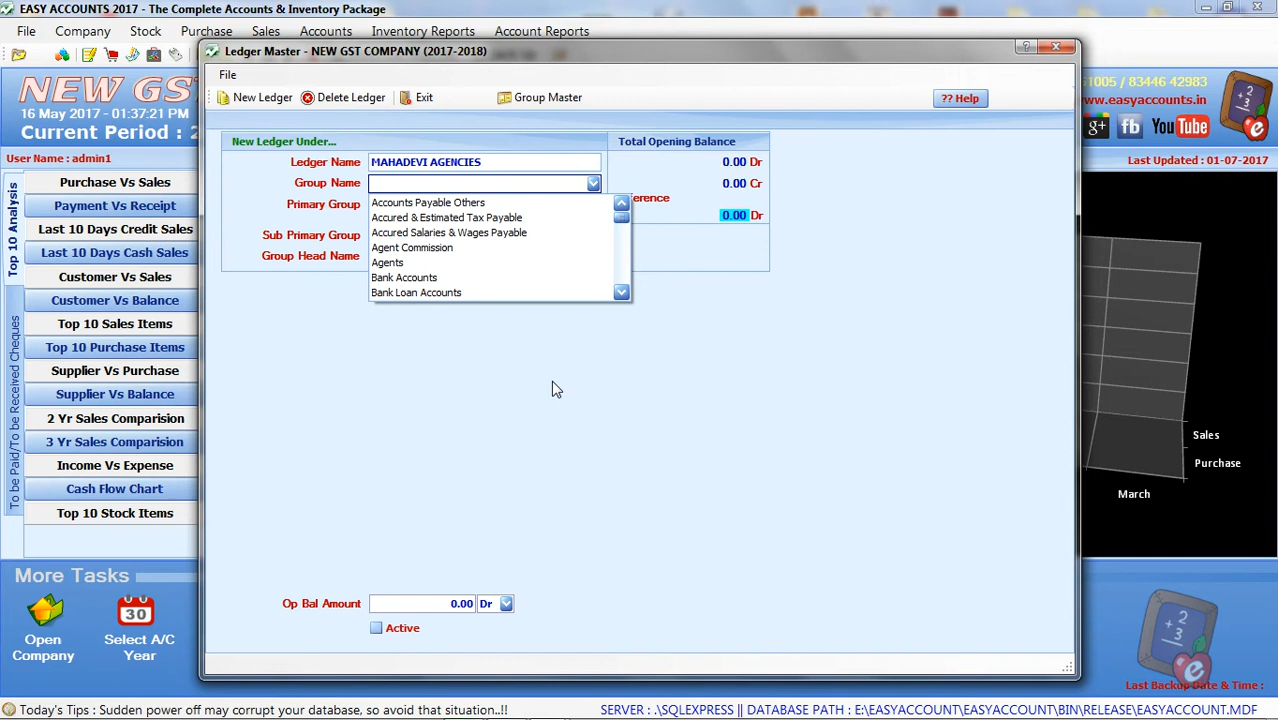 EASY ACCOUNTS 2017 - The Complete Accounts & Inventory Package
File Company Stock Purchase Sales Accounts Inventory Reports Account Reports
Ledger Master - NEW GST COMPANY (2017-2018)
File
New Ledger Delete Ledger Exit Group Master ?? Help
NEW GS
16 May 2017 - 01:37:21 PM
Current Period : 2
1005 / 83446 42983
www.easyaccounts.in
g+ fb You Tube
User Name : admin1
Last Updated : 01-07-2017
Top 10 Analysis
To be Paid/To be Received Cheques
Purchase Vs Sales
Payment Vs Receipt
Last 10 Days Credit Sales
Last 10 Days Cash Sales
Customer Vs Sales
Customer Vs Balance
Top 10 Sales Items
Top 10 Purchase Items
Supplier Vs Purchase
Supplier Vs Balance
2 Yr Sales Comparision
3 Yr Sales Comparision
Income Vs Expense
Cash Flow Chart
Top 10 Stock Items
New Ledger Under...
Total Opening Balance
Ledger Name MAHADEVI AGENCIES
0.00 Dr
Group Name
0.00 Cr
Primary Group
erence
0.00 Dr
Sub Primary Group
Group Head Name
Accounts Payable Others
Accured & Estimated Tax Payable
Accured Salaries & Wages Payable
Agent Commission
Agents
Bank Accounts
Bank Loan Accounts
Op Bal Amount 0.00 Dr
Active
Sales
Purchase
March
More Tasks
30
Open Company
Select A/C Year
2
3
e
Last Backup Date & Time :
Today's Tips : Sudden power off may corrupt your database, so avoid that situation..!!
SERVER : .\SQLEXPRESS || DATABASE PATH : E:\EASYACCOUNT\EASYACCOUNT\BIN\RELEASE\EASYACCOUNT.MDF